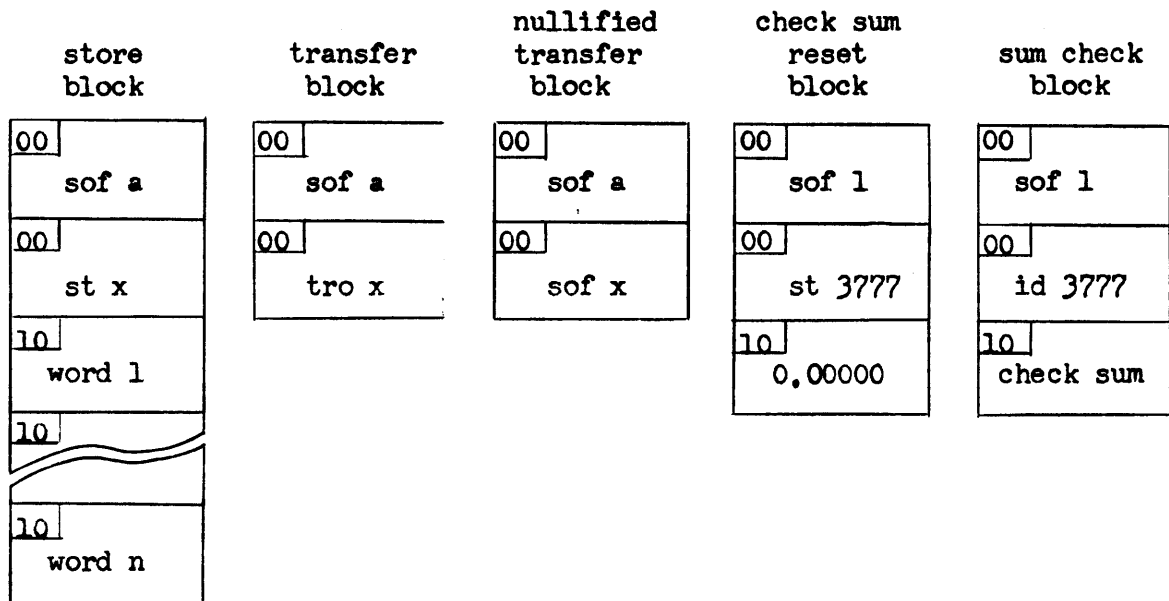 store
block
00
sof a
00
st x
10
word 1
10
10
word n
transfer
block
00
sof a
00
tro x
nullified
transfer
block
00
sof a
00
sof x
check sum
reset
block
00
sof 1
00
st 3777
10
0.00000
sum check
block
00
sof 1
00
id 3777
10
check sum